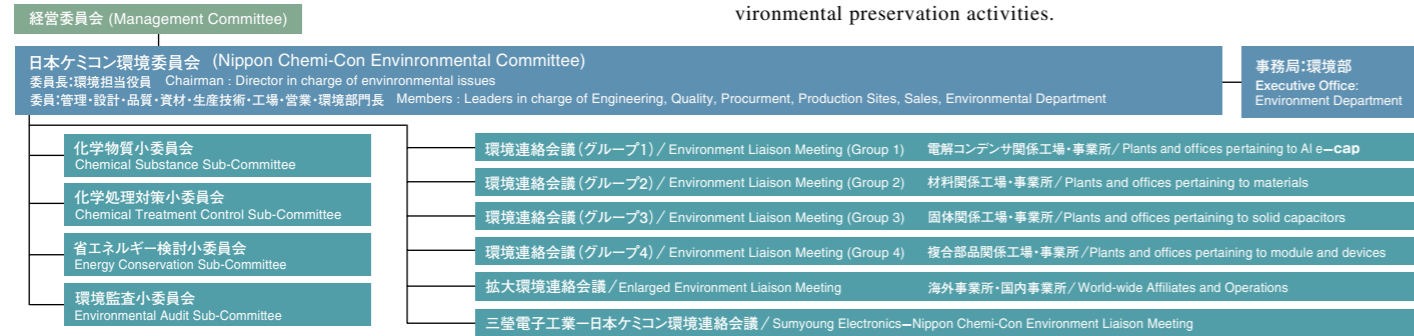 vironmental preservation activities.
経営委員会 (Management Committee)
日本ケミコン環境委員会 (Nippon Chemi-Con Envinronmental Committee)
委員長:環境担当役員 Chairman : Director in charge of envinronmental issues
委員:管理・設計・品質・資材・生産技術・工場・営業・環境部門長 Members : Leaders in charge of Engineering, Quality, Procurment, Production Sites, Sales, Environmental Department
事務局:環境部
Executive Office:
Environment Department
化学物質小委員会
Chemical Substance Sub-Committee
化学処理対策小委員会
Chemical Treatment Control Sub-Committee
省エネルギー検討小委員会
Energy Conservation Sub-Committee
環境監査小委員会
Environmental Audit Sub-Committee
環境連絡会議(グループ1)/ Environment Liaison Meeting (Group 1) 電解コンデンサ関係工場・事業所/ Plants and offices pertaining to Al e–cap
環境連絡会議(グループ2)/ Environment Liaison Meeting (Group 2) 材料関係工場・事業所/ Plants and offices pertaining to materials
環境連絡会議(グループ3)/ Environment Liaison Meeting (Group 3) 固体関係工場・事業所/Plants and offices pertaining to solid capacitors
環境連絡会議(グループ4)/ Environment Liaison Meeting (Group 4) 複合部品関係工場・事業所/Plants and offices pertaining to module and devices
拡大環境連絡会議/Enlarged Environment Liaison Meeting 海外事業所・国内事業所/ World-wide Affiliates and Operations
三瑩電子工業ー日本ケミコン環境連絡会議/ Sumyoung Electronics–Nippon Chemi-Con Environment Liaison Meeting